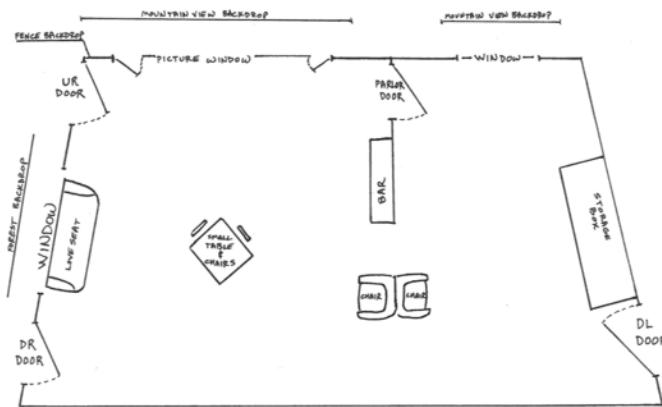 MOUNTAIN VIEW BACKDROP
MOUNTAIN VIEW BACKDROP
FENCE BACKDROP
PICTURE WINDOW
WINDOW
UR
DOOR
PARLOR
DOOR
FOREST BACKDROP
WINDOW
LOVE SEAT
BAR
STORAGE
BOX
SMALL
TABLE
&
CHAIRS
CHAIR
CHAIR
DR
DOOR
DL
DOOR